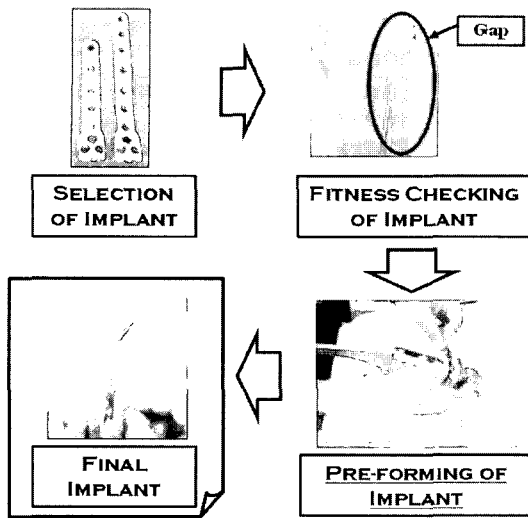 Gap
SELECTION
OF IMPLANT
FITNESS CHECKING
OF IMPLANT
FINAL
IMPLANT
PRE-FORMING OF
IMPLANT